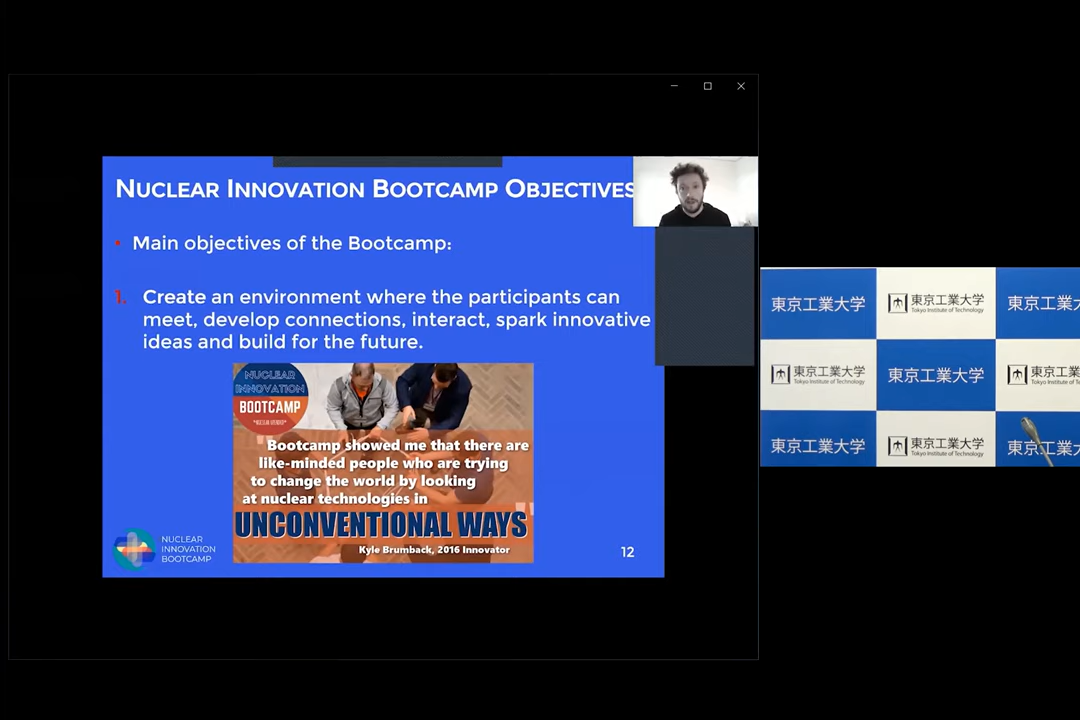 NUCLEAR INNOVATION BOOTCAMP OBJECTIVES
• Main objectives of the Bootcamp:
1. Create an environment where the participants can
meet, develop connections, interact, spark innovative
ideas and build for the future.
NUCLEAR
INNOVATION
BOOTCAMP
Bootcamp showed me that there are
like-minded people who are trying
to change the world by looking
at nuclear technologies in
UNCONVENTIONAL WAYS
Kyle Brumback, 2016 Innovator
NUCLEAR
INNOVATION
BOOTCAMP
12
東京工業大学
東京工業大学
Tokyo Institute of Technology
東京工業大
東京工業大学
Tokyo Institute of Technology
東京工業大学
東京工業
Tokyo Institute of
東京工業大学
東京工業大学
Tokyo Institute of Technology
東京工業大